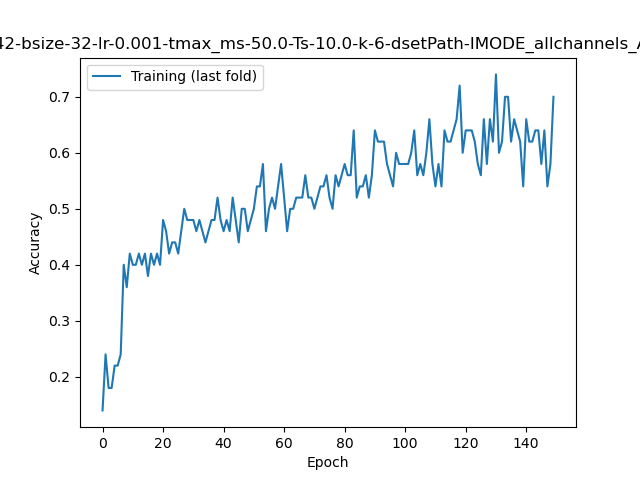 42-bsize-32-lr-0.001-tmax_ms-50.0-Ts-10.0-k-6-dsetPath-IMODE_allchannels_A
Training (last fold)
0.7
0.6
0.5
0.4
0.3
0.2
Accuracy
0 20 40 60 80 100 120 140
Epoch